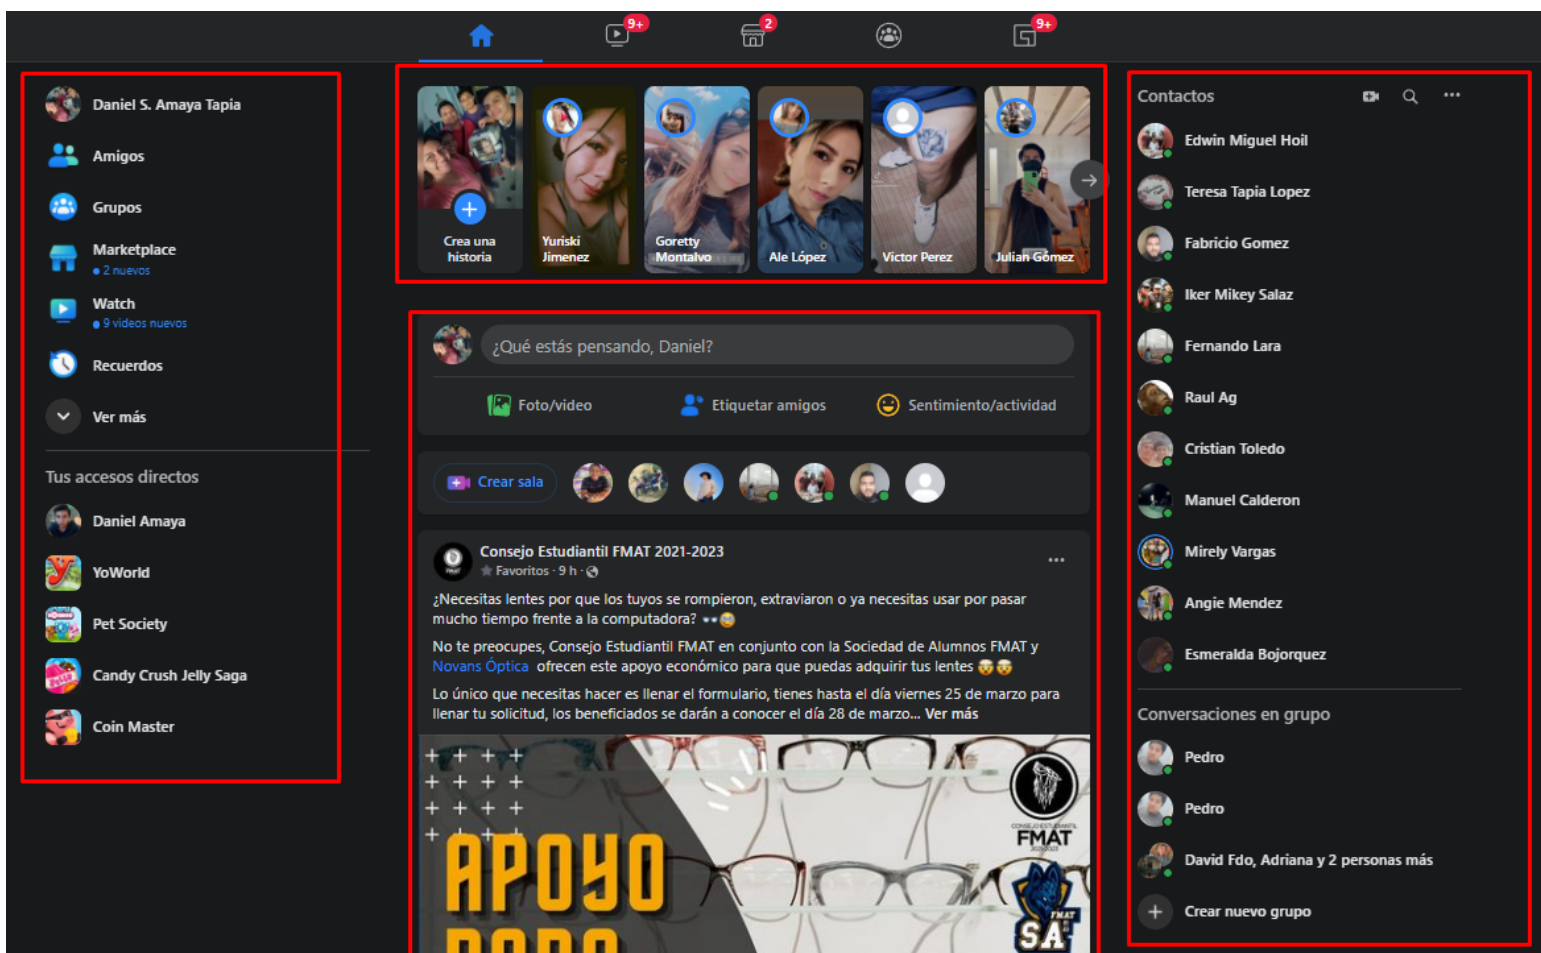 9+
2
9+
Daniel S. Amaya Tapia
Amigos
Grupos
Marketplace
2 nuevos
Watch
9 videos nuevos
Recuerdos
Ver más
Tus accesos directos
Daniel Amaya
YoWorld
Pet Society
Candy Crush Jelly Saga
Coin Master
Crea una
historia
Yuriski
Jimenez
Goretty
Montalvo
Ale López
Victor Perez
Julian Gómez
¿Qué estás pensando, Daniel?
Foto/video
Etiquetar amigos
Sentimiento/actividad
Crear sala
Consejo Estudiantil FMAT 2021-2023
Favoritos · 9 h ·
¿Necesitas lentes por que los tuyos se rompieron, extraviaron o ya necesitas usar por pasar
mucho tiempo frente a la computadora? 👀
No te preocupes, Consejo Estudiantil FMAT en conjunto con la Sociedad de Alumnos FMAT y
Novans Óptica ofrecen este apoyo económico para que puedas adquirir tus lentes 🤯🤯
Lo único que necesitas hacer es llenar el formulario, tienes hasta el día viernes 25 de marzo para
llenar tu solicitud, los beneficiados se darán a conocer el día 28 de marzo... Ver más
CONSEJO ESTUDIANTIL
FMAT
2021-2023
APOYO
PARA
FMAT
SA
Contactos
Edwin Miguel Hoil
Teresa Tapia Lopez
Fabricio Gomez
Iker Mikey Salaz
Fernando Lara
Raul Ag
Cristian Toledo
Manuel Calderon
Mirely Vargas
Angie Mendez
Esmeralda Bojorquez
Conversaciones en grupo
Pedro
Pedro
David Fdo, Adriana y 2 personas más
Crear nuevo grupo